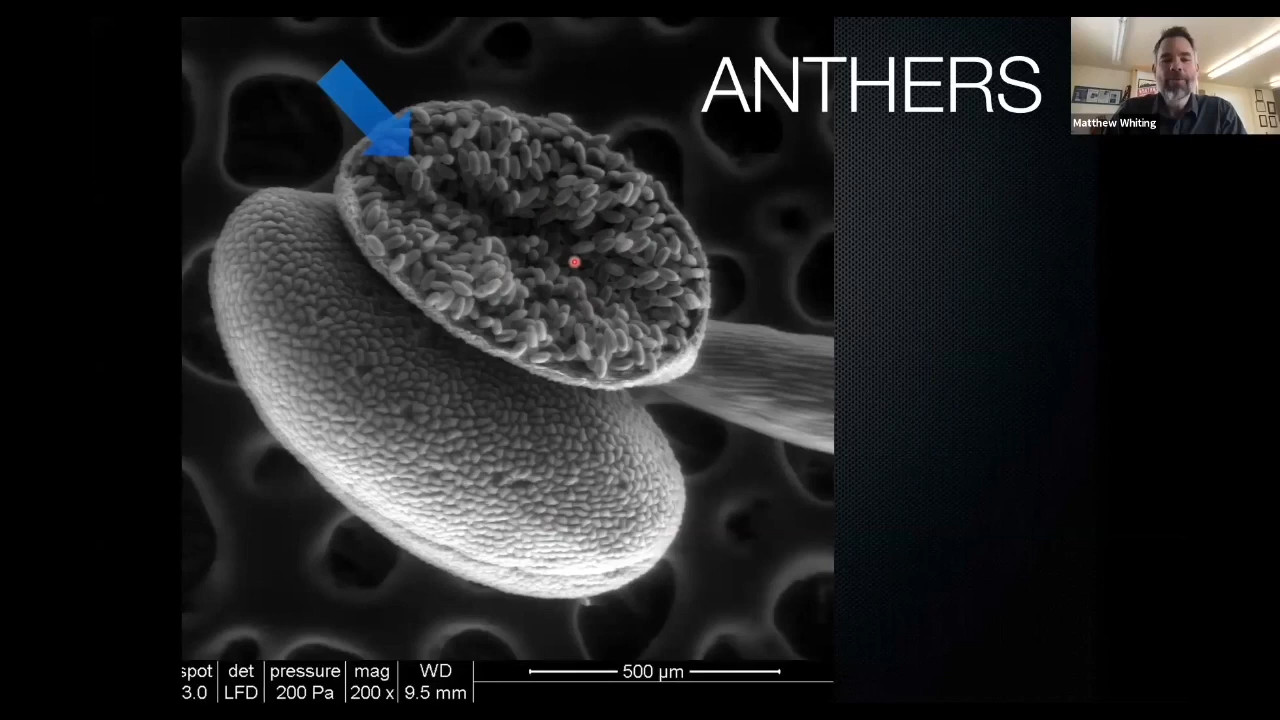 ANTHERS
Matthew Whiting
spot det pressure mag WD
3.0 LFD 200 Pa 200 x 9.5 mm
500 µm